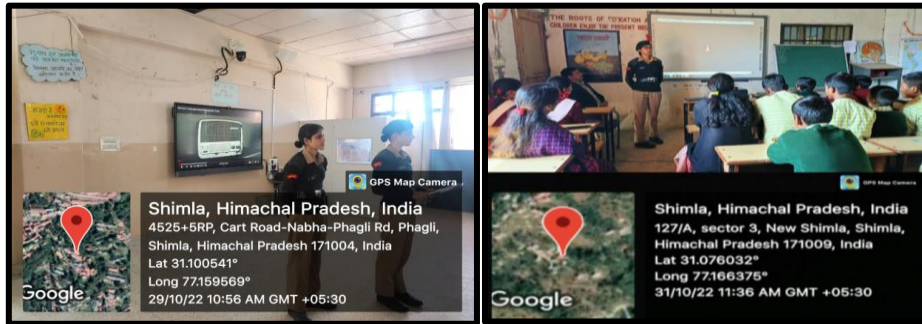 GPS Map Camera
Shimla, Himachal Pradesh, India
4525+5RP, Cart Road-Nabha-Phagli Rd, Phagli,
Shimla, Himachal Pradesh 171004, India
Lat 31.100541°
Long 77.159569°
29/10/22 10:56 AM GMT +05:30
Google
THE ROOTS OF
CHILDREN ENJOY THE PRESENT
GPS Map Camera
Shimla, Himachal Pradesh, India
127/A, sector 3, New Shimla, Shimla,
Himachal Pradesh 171009, India
Lat 31.076032°
Long 77.166375°
31/10/22 11:36 AM GMT +05:30
Google